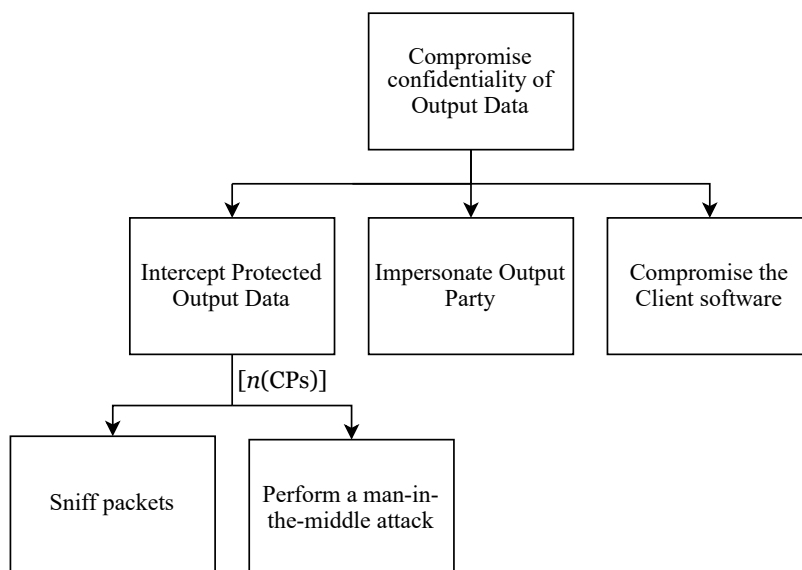 Compromise
confidentiality of
Output Data
Intercept Protected
Output Data
Impersonate Output
Party
Compromise the
Client software
[n(CPs)]
Sniff packets
Perform a man-in-
the-middle attack